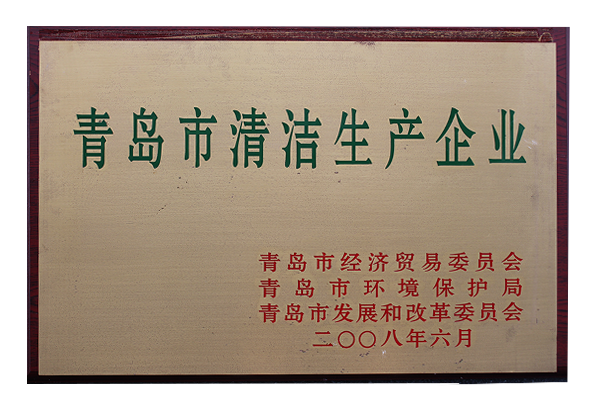 青岛市清洁生产企业
青岛市经济贸易委员会
青岛市环境保护局
青岛市发展和改革委员会
二〇〇八年六月